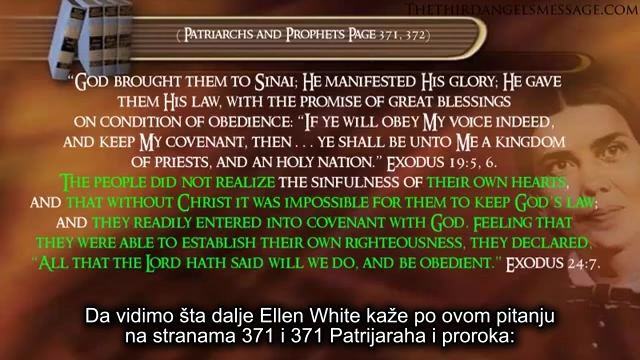 Thethirdangelsmessage.com
( Patriarchs and Prophets Page 371, 372)
“God brought them to Sinai; He manifested His glory; He gave
them His law, with the promise of great blessings
on condition of obedience: “If ye will obey My voice indeed,
and keep My covenant, then . . . ye shall be unto Me a kingdom
of priests, and an holy nation.” Exodus 19:5, 6.
The people did not realize the sinfulness of their own hearts,
and that without Christ it was impossible for them to keep God's law;
and they readily entered into covenant with God. Feeling that
they were able to establish their own righteousness, they declared,
“All that the Lord hath said will we do, and be obedient.” Exodus 24:7.
Da vidimo šta dalje Ellen White kaže po ovom pitanju
na stranama 371 i 371 Patrijaraha i proroka: